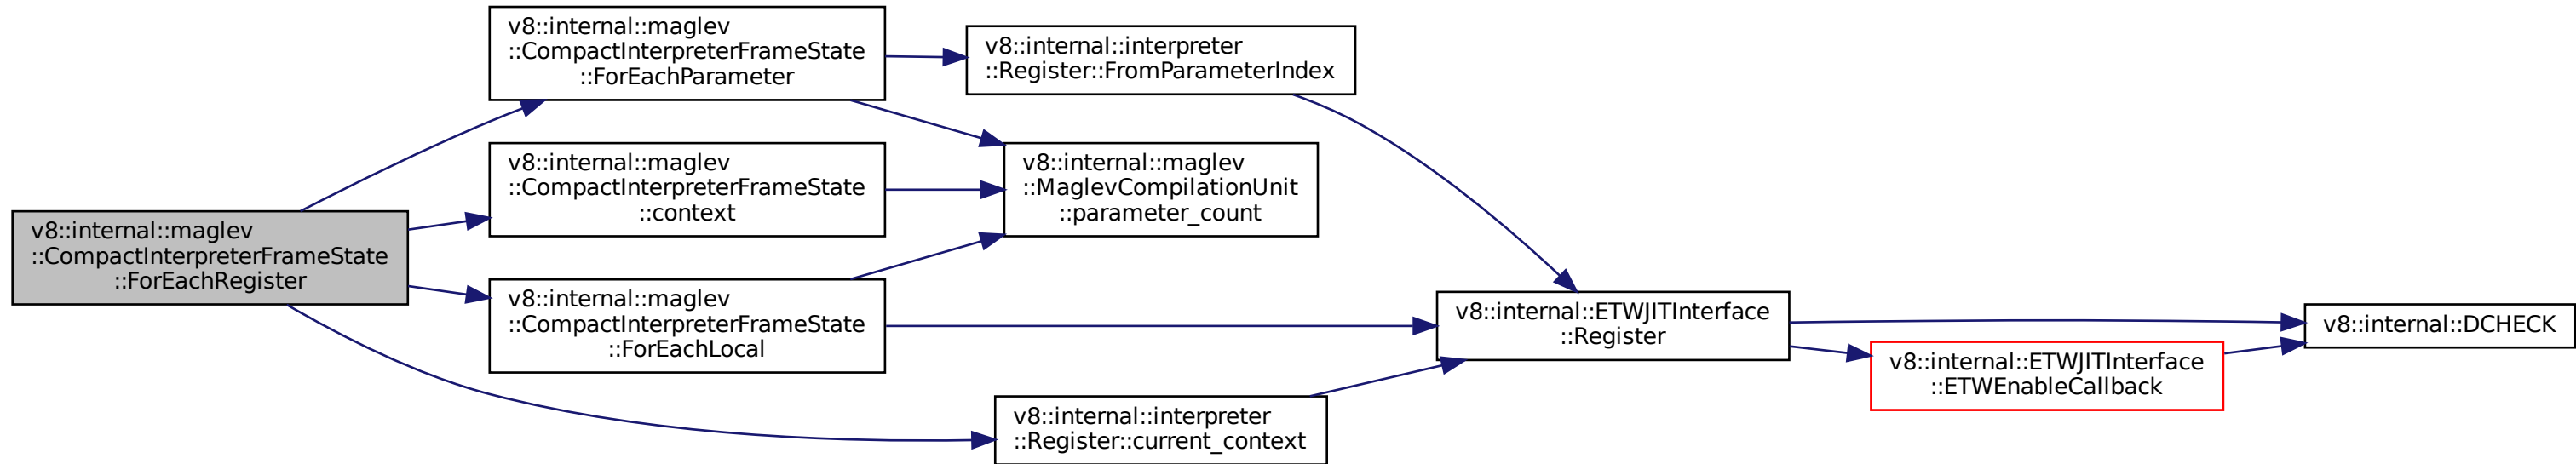 v8::internal::maglev
::CompactInterpreterFrameState
::ForEachRegister
v8::internal::maglev
::CompactInterpreterFrameState
::ForEachParameter
v8::internal::maglev
::CompactInterpreterFrameState
::context
v8::internal::maglev
::CompactInterpreterFrameState
::ForEachLocal
v8::internal::interpreter
::Register::FromParameterIndex
v8::internal::maglev
::MaglevCompilationUnit
::parameter_count
v8::internal::interpreter
::Register::current_context
v8::internal::ETWJITInterface
::Register
v8::internal::ETWJITInterface
::ETWEnableCallback
v8::internal::DCHECK